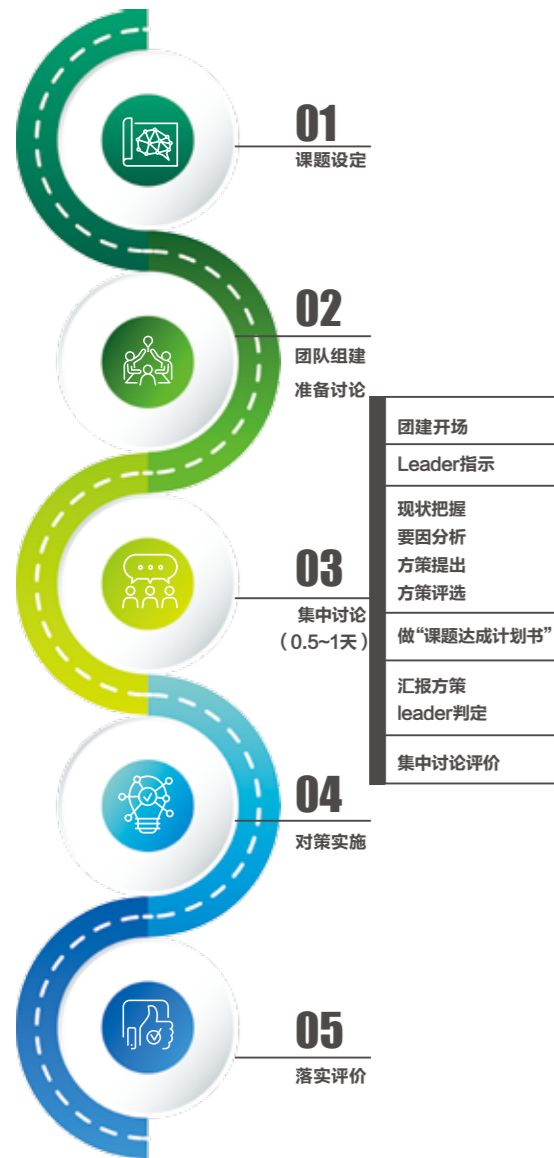 01
课题设定
02
团队组建
准备讨论
03
集中讨论
（0.5~1天）
团建开场
Leader指示
现状把握
要因分析
方策提出
方策评选
做“课题达成计划书”
汇报方策
leader判定
集中讨论评价
04
对策实施
05
落实评价